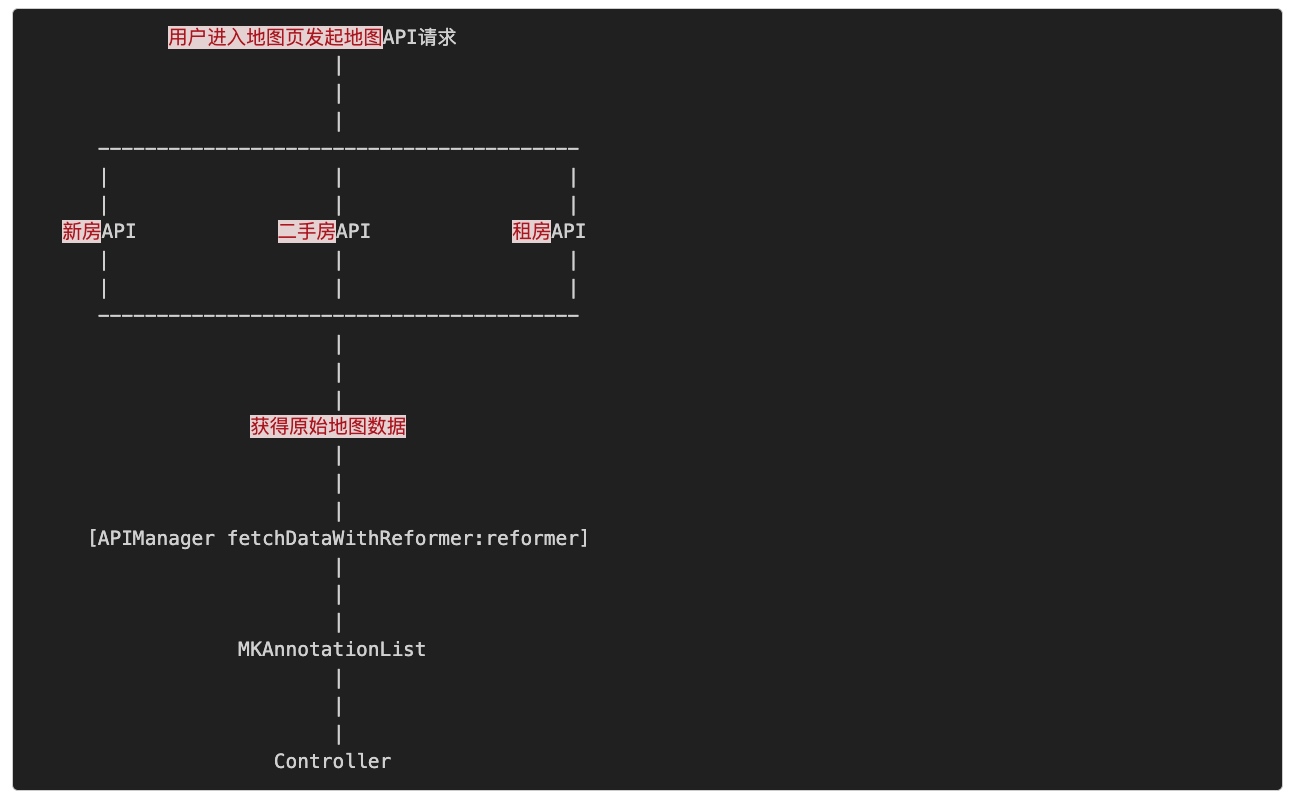 用户进入地图页发起地图API请求
新房API 二手房API 租房API
获得原始地图数据
[APIManager fetchDataWithReformer:reformer]
MKAnnotationList
Controller